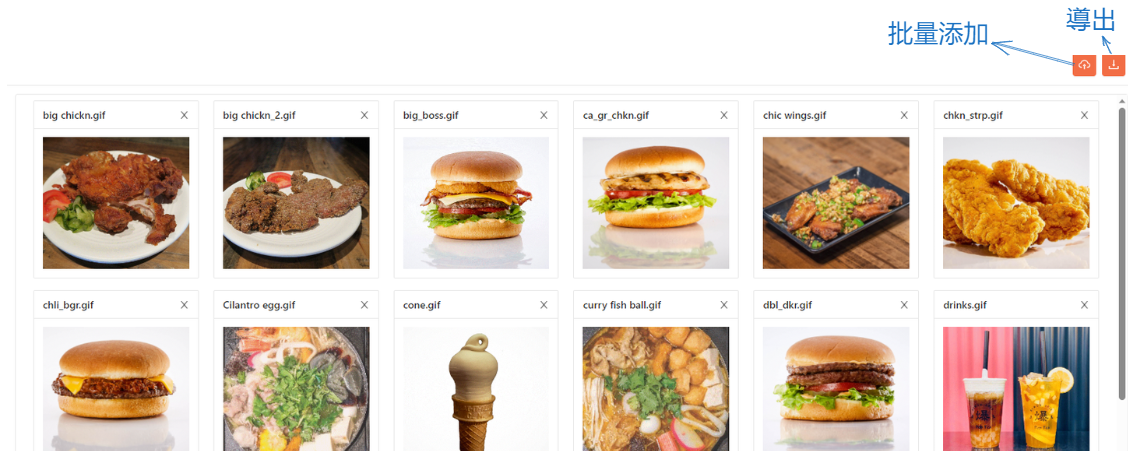 導出
批量添加
big chickn.gif X
big chickn_2.gif X
big_boss.gif X
ca_gr_chkn.gif X
chic wings.gif X
chkn_strp.gif X
chli_bgr.gif X
Cilantro egg.gif X
cone.gif X
curry fish ball.gif X
dbl_dkr.gif X
drinks.gif X